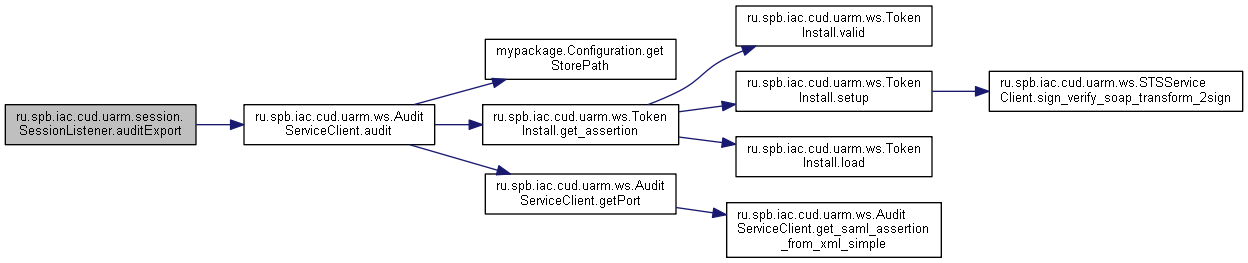 ru.spb.iac.cud.uarm.session.
SessionListener.auditExport
ru.spb.iac.cud.uarm.ws.Audit
ServiceClient.audit
mypackage.Configuration.get
StorePath
ru.spb.iac.cud.uarm.ws.Token
Install.get_assertion
ru.spb.iac.cud.uarm.ws.Audit
ServiceClient.getPort
ru.spb.iac.cud.uarm.ws.Token
Install.valid
ru.spb.iac.cud.uarm.ws.Token
Install.setup
ru.spb.iac.cud.uarm.ws.Token
Install.load
ru.spb.iac.cud.uarm.ws.Audit
ServiceClient.get_saml_assertion
_from_xml_simple
ru.spb.iac.cud.uarm.ws.STSService
Client.sign_verify_soap_transform_2sign